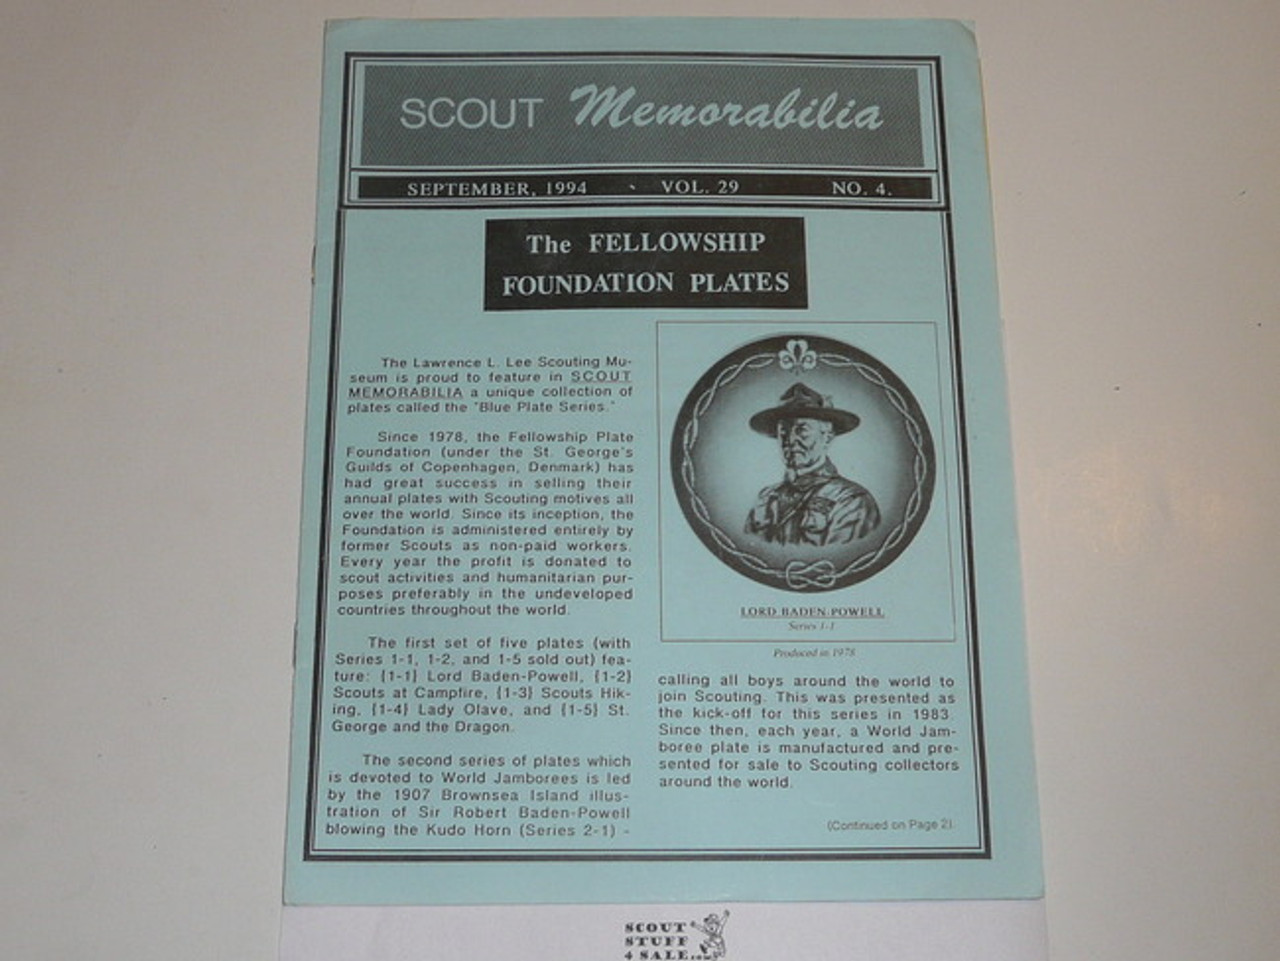 SCOUT Memorabilia
SEPTEMBER, 1994 VOL. 29 NO. 4.
The FELLOWSHIP
FOUNDATION PLATES
The Lawrence L. Lee Scouting Mu-
seum is proud to feature in SCOUT
MEMORABILIA a unique collection of
plates called the "Blue Plate Series."
Since 1978, the Fellowship Plate
Foundation (under the St. George's
Guilds of Copenhagen, Denmark) has
had great success in selling their
annual plates with Scouting motives all
over the world. Since its inception, the
Foundation is administered entirely by
former Scouts as non-paid workers.
Every year the profit is donated to
scout activities and humanitarian pur-
poses preferably in the undeveloped
countries throughout the world.
The first set of five plates (with
Series 1-1, 1-2, and 1-5 sold out) fea-
ture: {1-1} Lord Baden-Powell, {1-2}
Scouts at Campfire, {1-3} Scouts Hik-
ing, {1-4} Lady Olave, and {1-5} St.
George and the Dragon.
The second series of plates which
is devoted to World Jamborees is led
by the 1907 Brownsea Island illus-
tration of Sir Robert Baden-Powell
blowing the Kudo Horn (Series 2-1) -
LORD BADEN-POWELL
Series 1-1
Produced in 1978
calling all boys around the world to
join Scouting. This was presented as
the kick-off for this series in 1983.
Since then, each year, a World Jam-
boree plate is manufactured and pre-
sented for sale to Scouting collectors
around the world.
(Continued on Page 2).
SCOUT
STUFF
4 SALE.com